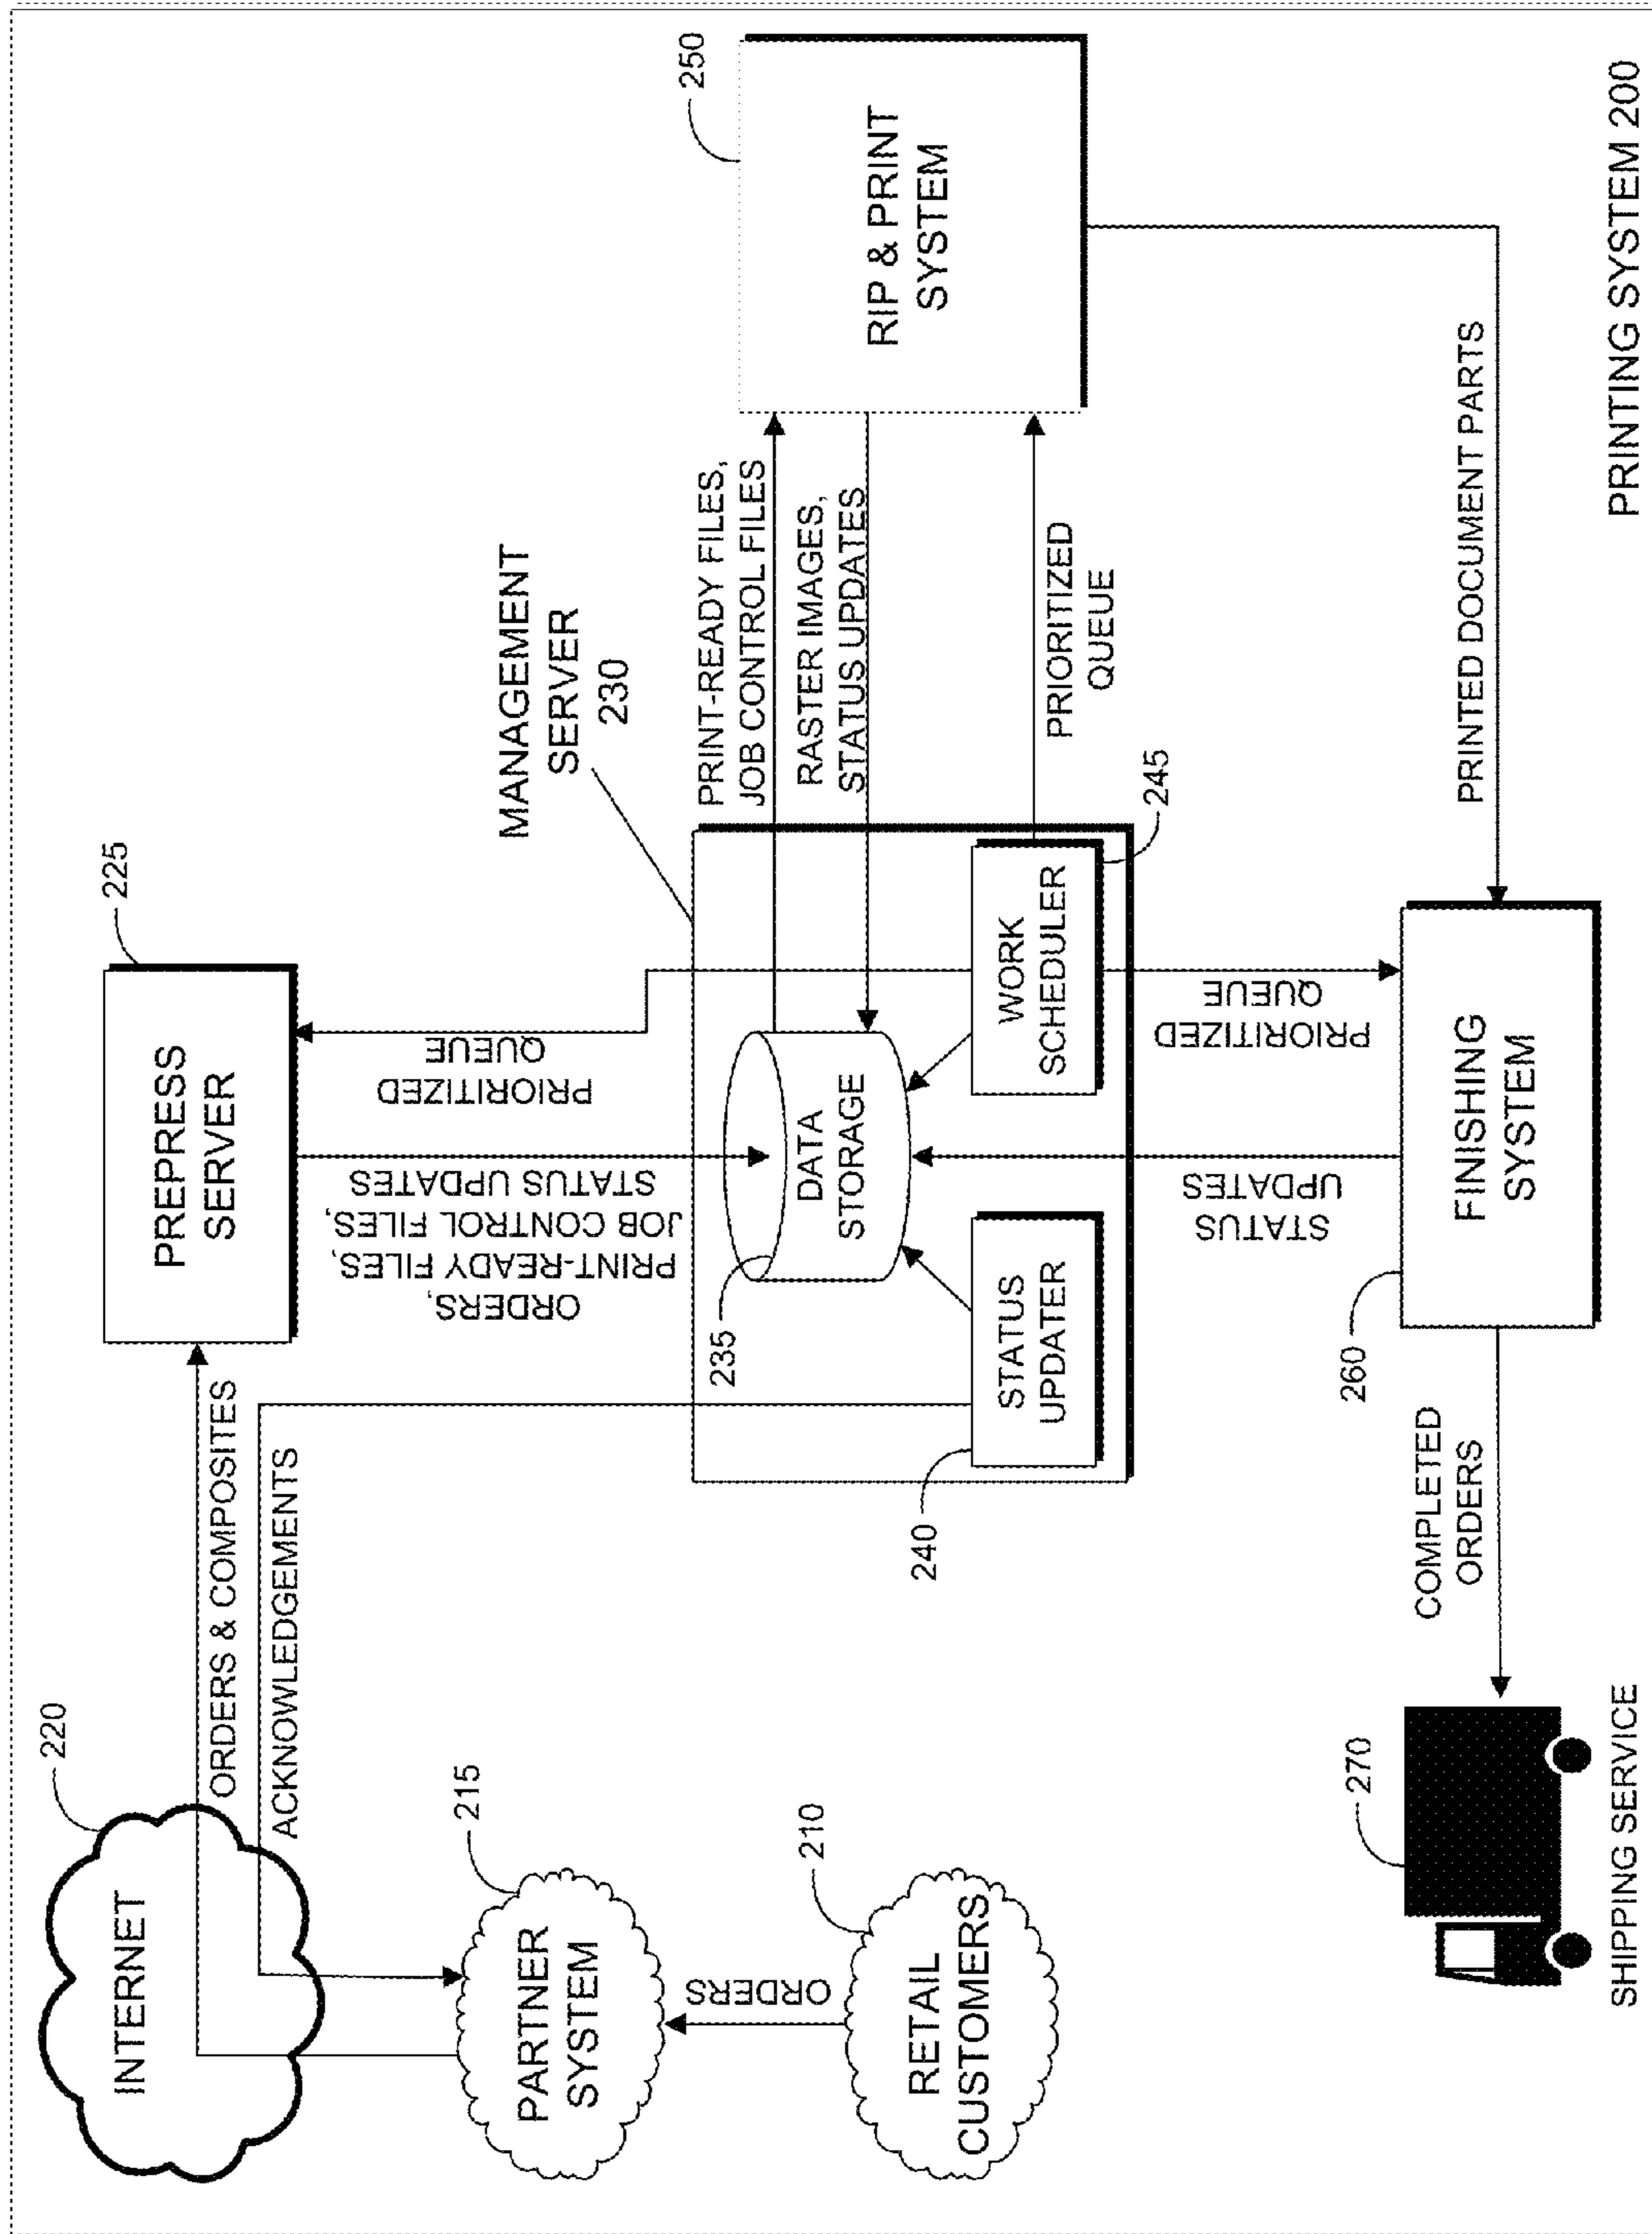 INTERNET
220
ORDERS & COMPOSITES
ACKNOWLEDGEMENTS
PREPRESS
SERVER
225
PARTNER
SYSTEM
215
ORDERS
RETAIL
CUSTOMERS
210
PRIORITIZED
QUEUE
ORDERS,
PRINT-READY FILES,
JOB CONTROL FILES,
STATUS UPDATES
MANAGEMENT
SERVER
230
235
DATA
STORAGE
STATUS
UPDATER
240
WORK
SCHEDULER
245
PRINT-READY FILES,
JOB CONTROL FILES
RASTER IMAGES,
STATUS UPDATES
PRIORITIZED
QUEUE
RIP & PRINT
SYSTEM
250
STATUS
UPDATES
PRIORITIZED
QUEUE
FINISHING
SYSTEM
260
PRINTED DOCUMENT PARTS
COMPLETED
ORDERS
270
SHIPPING SERVICE
PRINTING SYSTEM 200